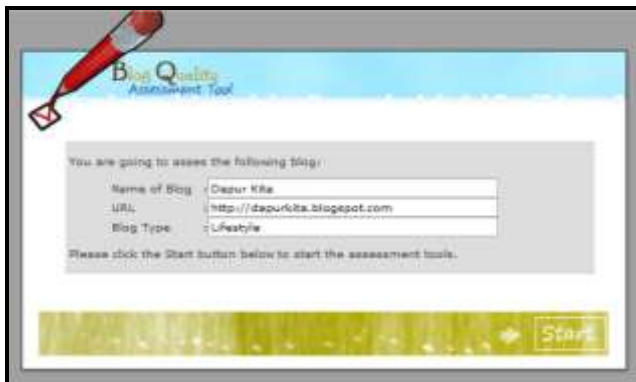 Blog Quality
Assessment Tool
You are going to asses the following blog:
Name of Blog : Dapur Kita
URL : http://dapurkita.blogspot.com
Blog Type : Lifestyle
Please click the Start button below to start the assessment tools.
Start